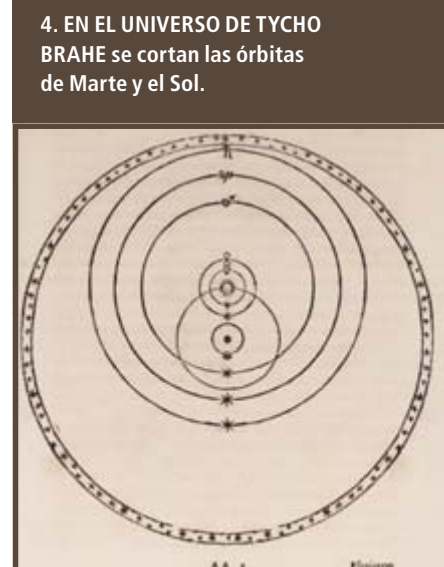 4. EN EL UNIVERSO DE TYCHO
BRAHE se cortan las órbitas
de Marte y el Sol.